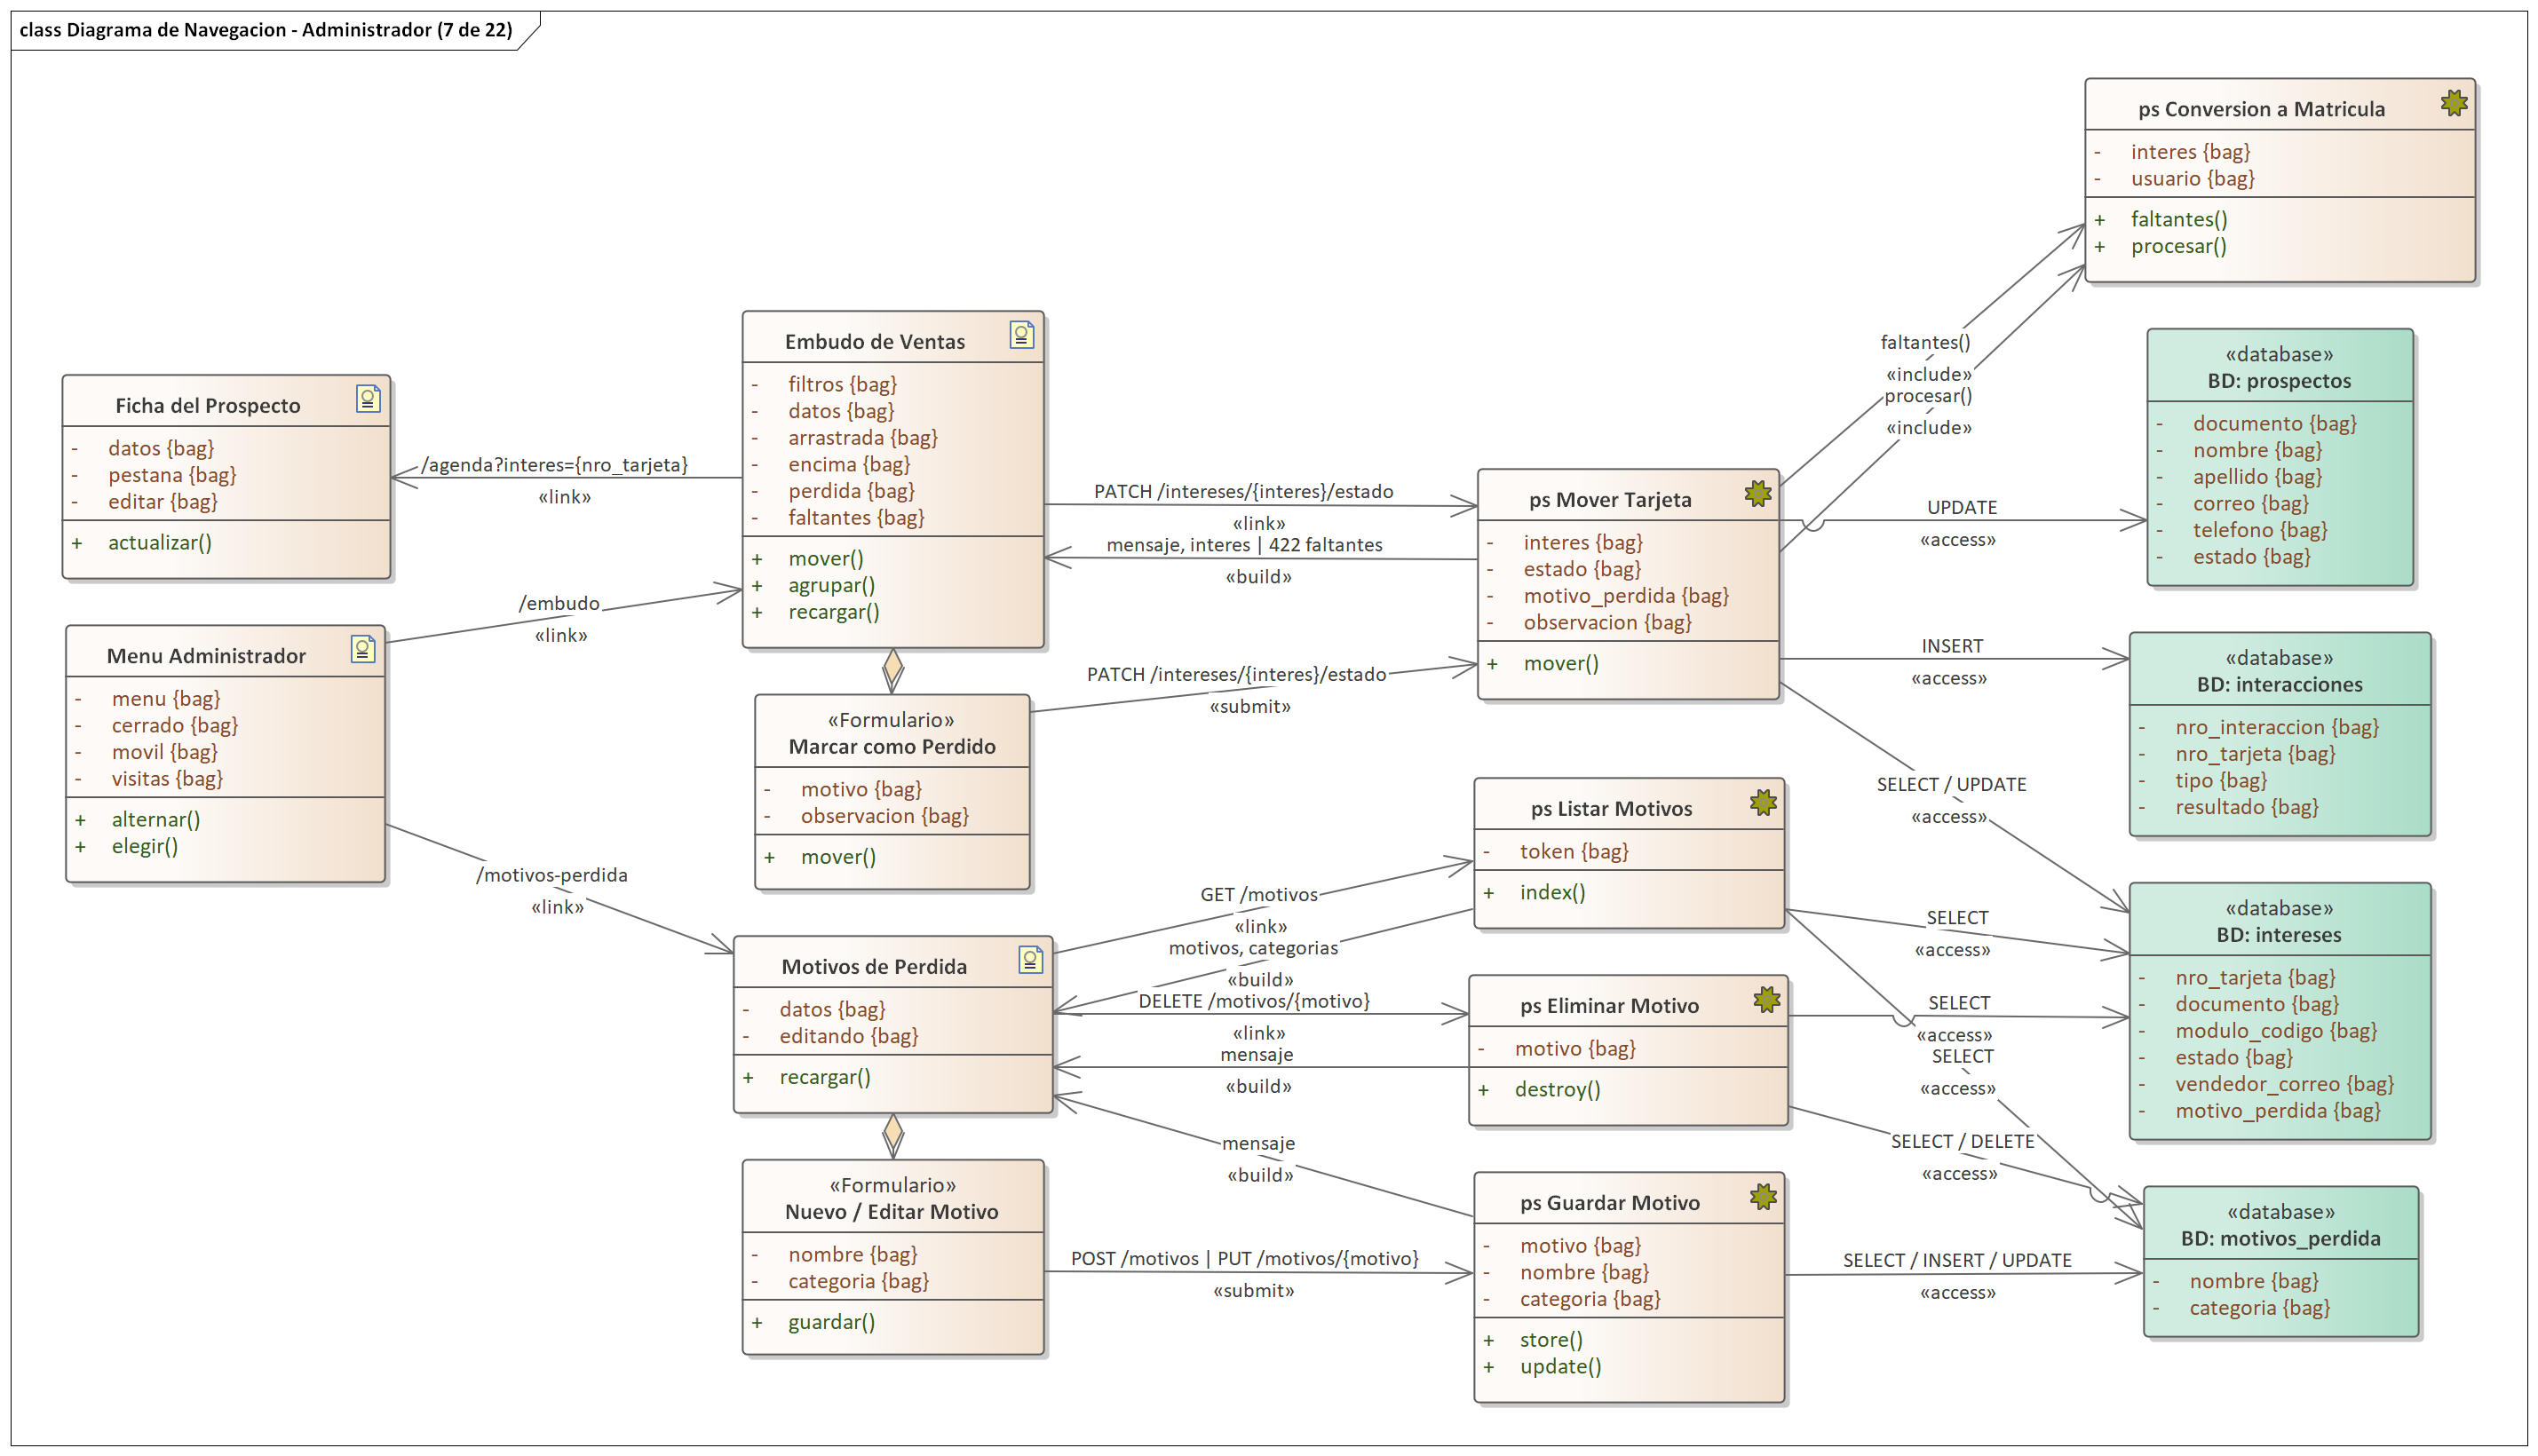 class Diagrama de Navegacion - Administrador (7 de 22)
ps Conversion a Matricula
- interes {bag}
- usuario {bag}
+ faltantes()
+ procesar()
Embudo de Ventas
- filtros {bag}
- datos {bag}
- arrastrada {bag}
- encima {bag}
- perdida {bag}
- faltantes {bag}
+ mover()
+ agrupar()
+ recargar()
Ficha del Prospecto
- datos {bag}
- pestana {bag}
- editar {bag}
+ actualizar()
/agenda?interes={nro_tarjeta}
«link»
/embudo
«link»
Menu Administrador
- menu {bag}
- cerrado {bag}
- movil {bag}
- visitas {bag}
+ alternar()
+ elegir()
/motivos-perdida
«link»
PATCH /intereses/{interes}/estado
«link»
mensaje, interes | 422 faltantes
«build»
PATCH /intereses/{interes}/estado
«submit»
«Formulario»
Marcar como Perdido
- motivo {bag}
- observacion {bag}
+ mover()
ps Mover Tarjeta
- interes {bag}
- estado {bag}
- motivo_perdida {bag}
- observacion {bag}
+ mover()
faltantes()
«include»
procesar()
«include»
UPDATE
«access»
INSERT
«access»
SELECT / UPDATE
«access»
«database»
BD: prospectos
- documento {bag}
- nombre {bag}
- apellido {bag}
- correo {bag}
- telefono {bag}
- estado {bag}
«database»
BD: interacciones
- nro_interaccion {bag}
- nro_tarjeta {bag}
- tipo {bag}
- resultado {bag}
ps Listar Motivos
- token {bag}
+ index()
GET /motivos
«link»
motivos, categorias
«build»
DELETE /motivos/{motivo}
«link»
mensaje
«build»
mensaje
«build»
Motivos de Perdida
- datos {bag}
- editando {bag}
+ recargar()
ps Eliminar Motivo
- motivo {bag}
+ destroy()
SELECT
«access»
SELECT
«access»
SELECT
«access»
SELECT / DELETE
«access»
«database»
BD: intereses
- nro_tarjeta {bag}
- documento {bag}
- modulo_codigo {bag}
- estado {bag}
- vendedor_correo {bag}
- motivo_perdida {bag}
«Formulario»
Nuevo / Editar Motivo
- nombre {bag}
- categoria {bag}
+ guardar()
POST /motivos | PUT /motivos/{motivo}
«submit»
ps Guardar Motivo
- motivo {bag}
- nombre {bag}
- categoria {bag}
+ store()
+ update()
SELECT / INSERT / UPDATE
«access»
«database»
BD: motivos_perdida
- nombre {bag}
- categoria {bag}